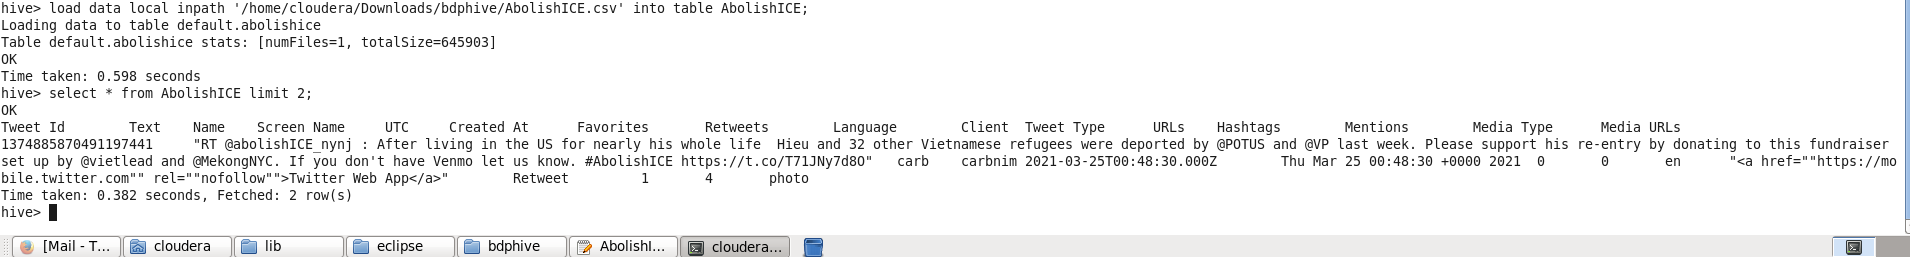 hive> load data local inpath '/home/cloudera/Downloads/bdphive/AbolishICE.csv' into table AbolishICE;
Loading data to table default.abolishice
Table default.abolishice stats: [numFiles=1, totalSize=645903]
OK
Time taken: 0.598 seconds
hive> select * from AbolishICE limit 2;
OK
Tweet Id Text Name Screen Name UTC Created At Favorites Retweets Language Client Tweet Type URLs Hashtags Mentions Media Type Media URLs
1374885870491197441 "RT @abolishICE_nynj : After living in the US for nearly his whole life Hieu and 32 other Vietnamese refugees were deported by @POTUS and @VP last week. Please support his re-entry by donating to this fundraiser
set up by @vietlead and @MekongNYC. If you don't have Venmo let us know. #AbolishICE https://t.co/T71JNy7d8O" carb carbnim 2021-03-25T00:48:30.000Z Thu Mar 25 00:48:30 +0000 2021 0 0 en "<a href=""https://mo
bile.twitter.com"" rel=""nofollow"">Twitter Web App</a>" Retweet 1 4 photo
Time taken: 0.382 seconds, Fetched: 2 row(s)
hive>
[Mail - T... cloudera lib eclipse bdphive AbolishI... cloudera...